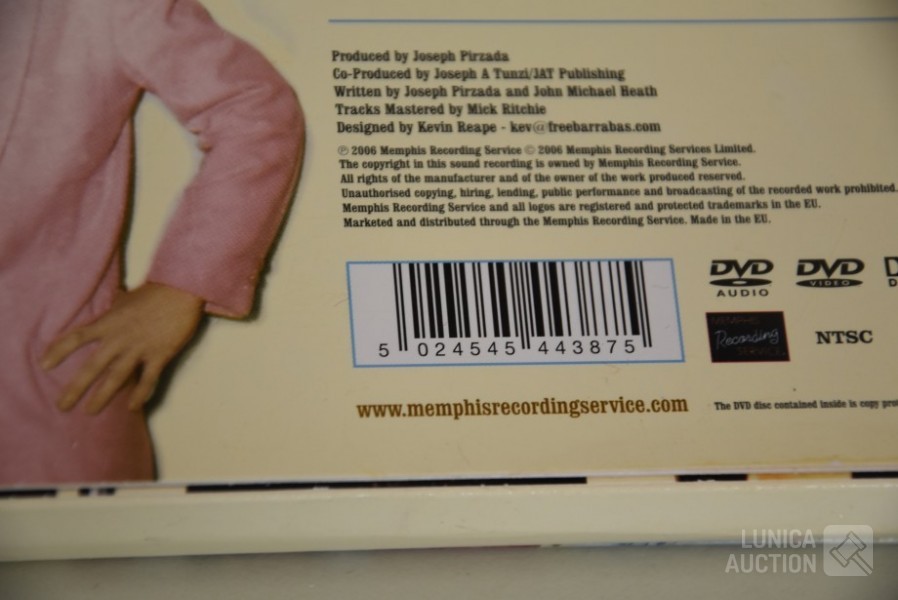 Produced by Joseph Pirzada
Co-Produced by Joseph A Tunzi/JAT Publishing
Written by Joseph Pirzada and John Michael Heath
Tracks Mastered by Mick Ritchie
Designed by Kevin Reape - kev@freebarrabas.com
℗ 2006 Memphis Recording Service © 2006 Memphis Recording Services Limited.
The copyright in this sound recording is owned by Memphis Recording Service.
All rights of the manufacturer and of the owner of the work produced reserved.
Unauthorised copying, hiring, lending, public performance and broadcasting of the recorded work prohibited.
Memphis Recording Service and all logos are registered and protected trademarks in the EU.
Marketed and distributed through the Memphis Recording Service. Made in the EU.
DVD AUDIO
DVD VIDEO
5 024545 443875
MEMPHIS
Recording
SERVICE
NTSC
www.memphisrecordingservice.com
The DVD disc contained inside is copy
LUNICA
AUCTION